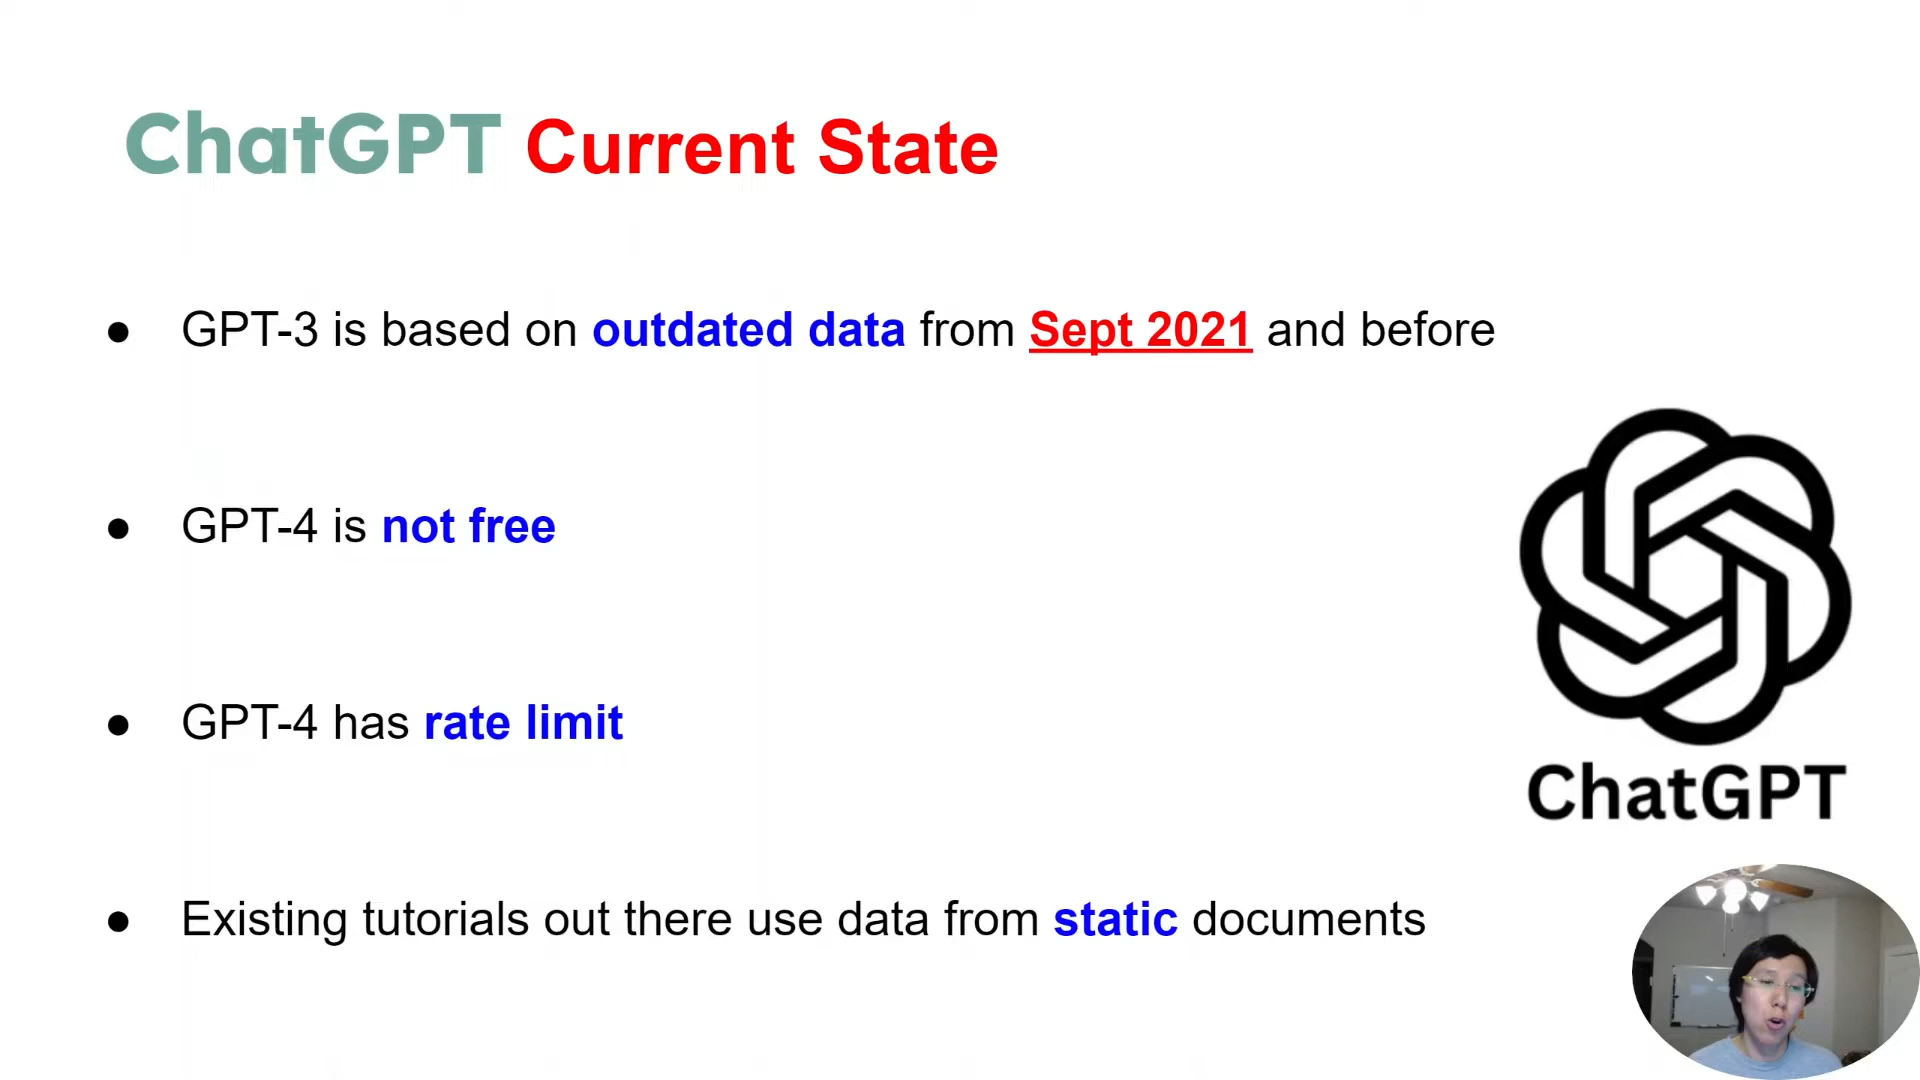 ChatGPT Current State
● GPT-3 is based on outdated data from Sept 2021 and before
● GPT-4 is not free
● GPT-4 has rate limit
ChatGPT
● Existing tutorials out there use data from static documents